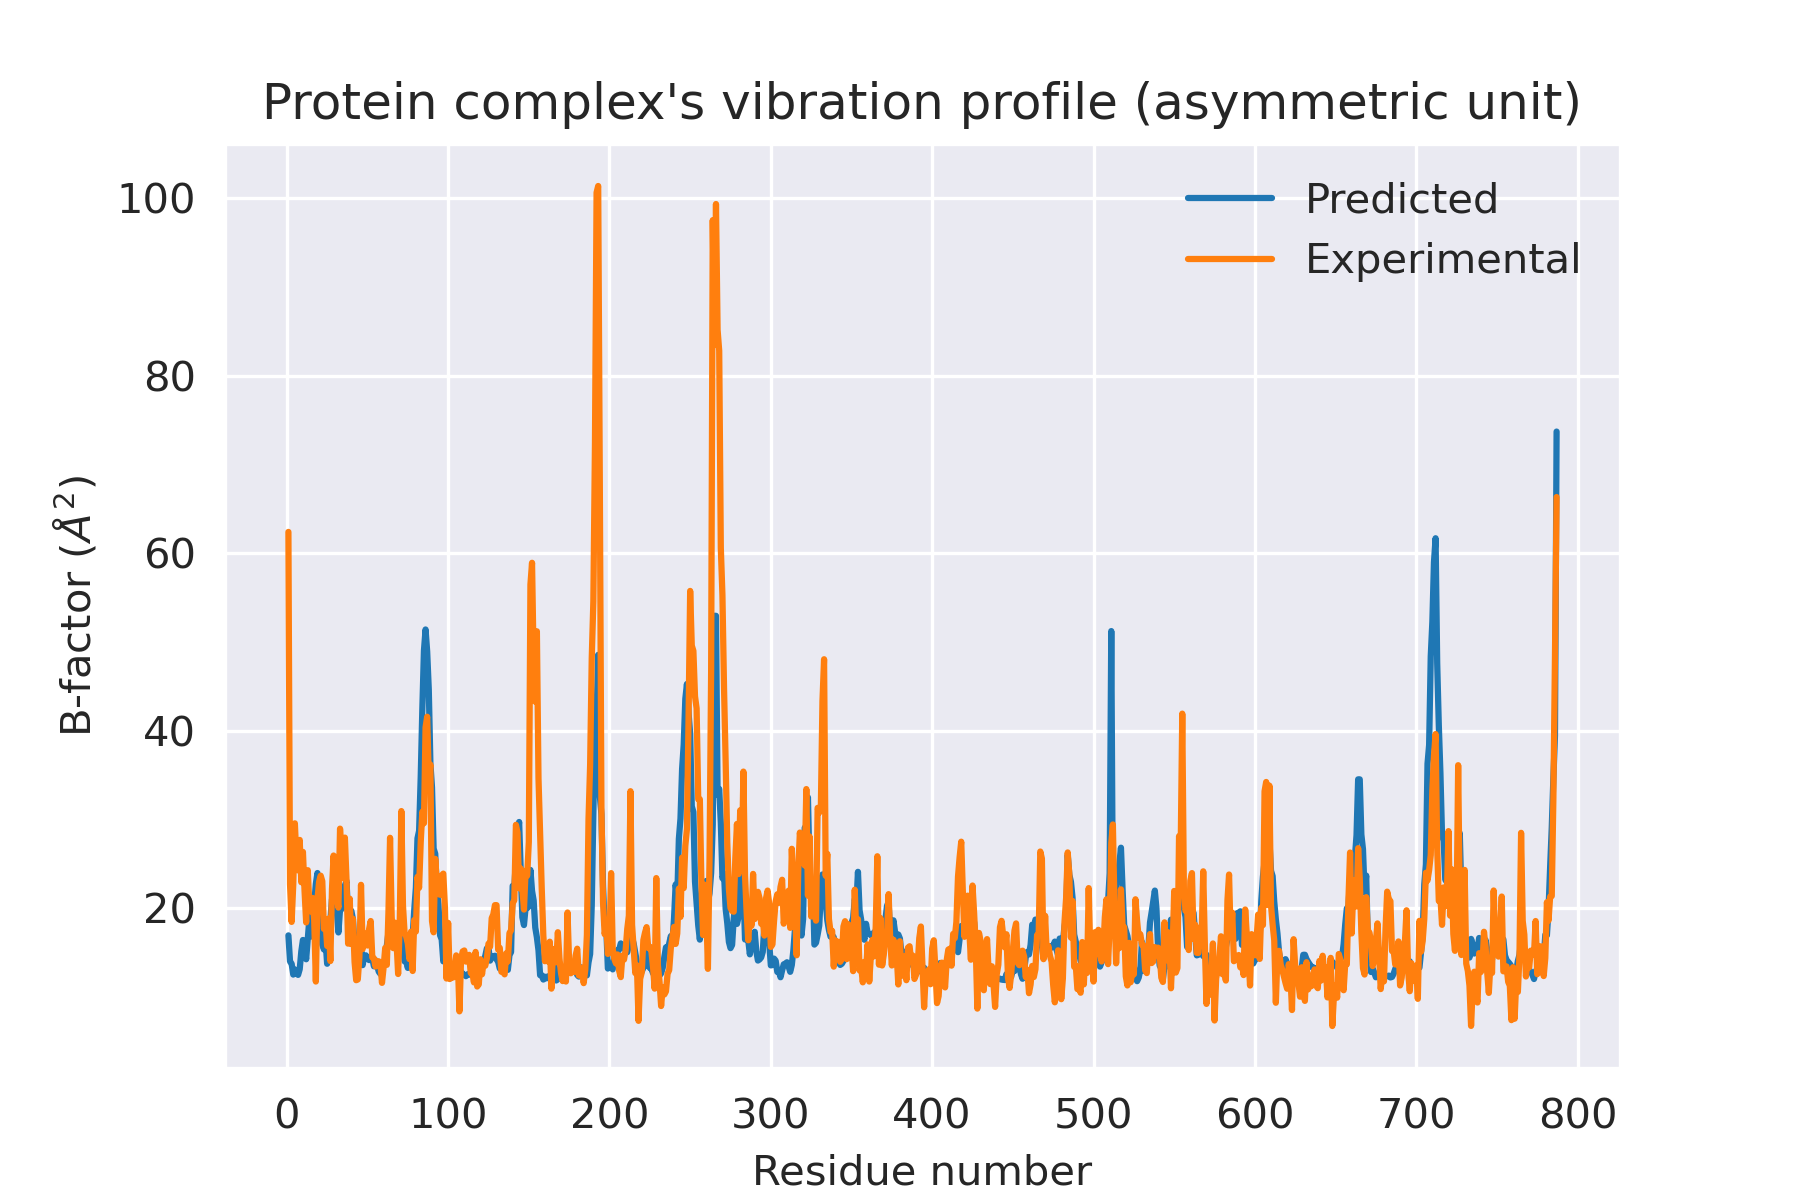 Protein complex's vibration profile (asymmetric unit)
Predicted
Experimental
B-factor (Å²)
100
80
60
40
20
0 100 200 300 400 500 600 700 800
Residue number